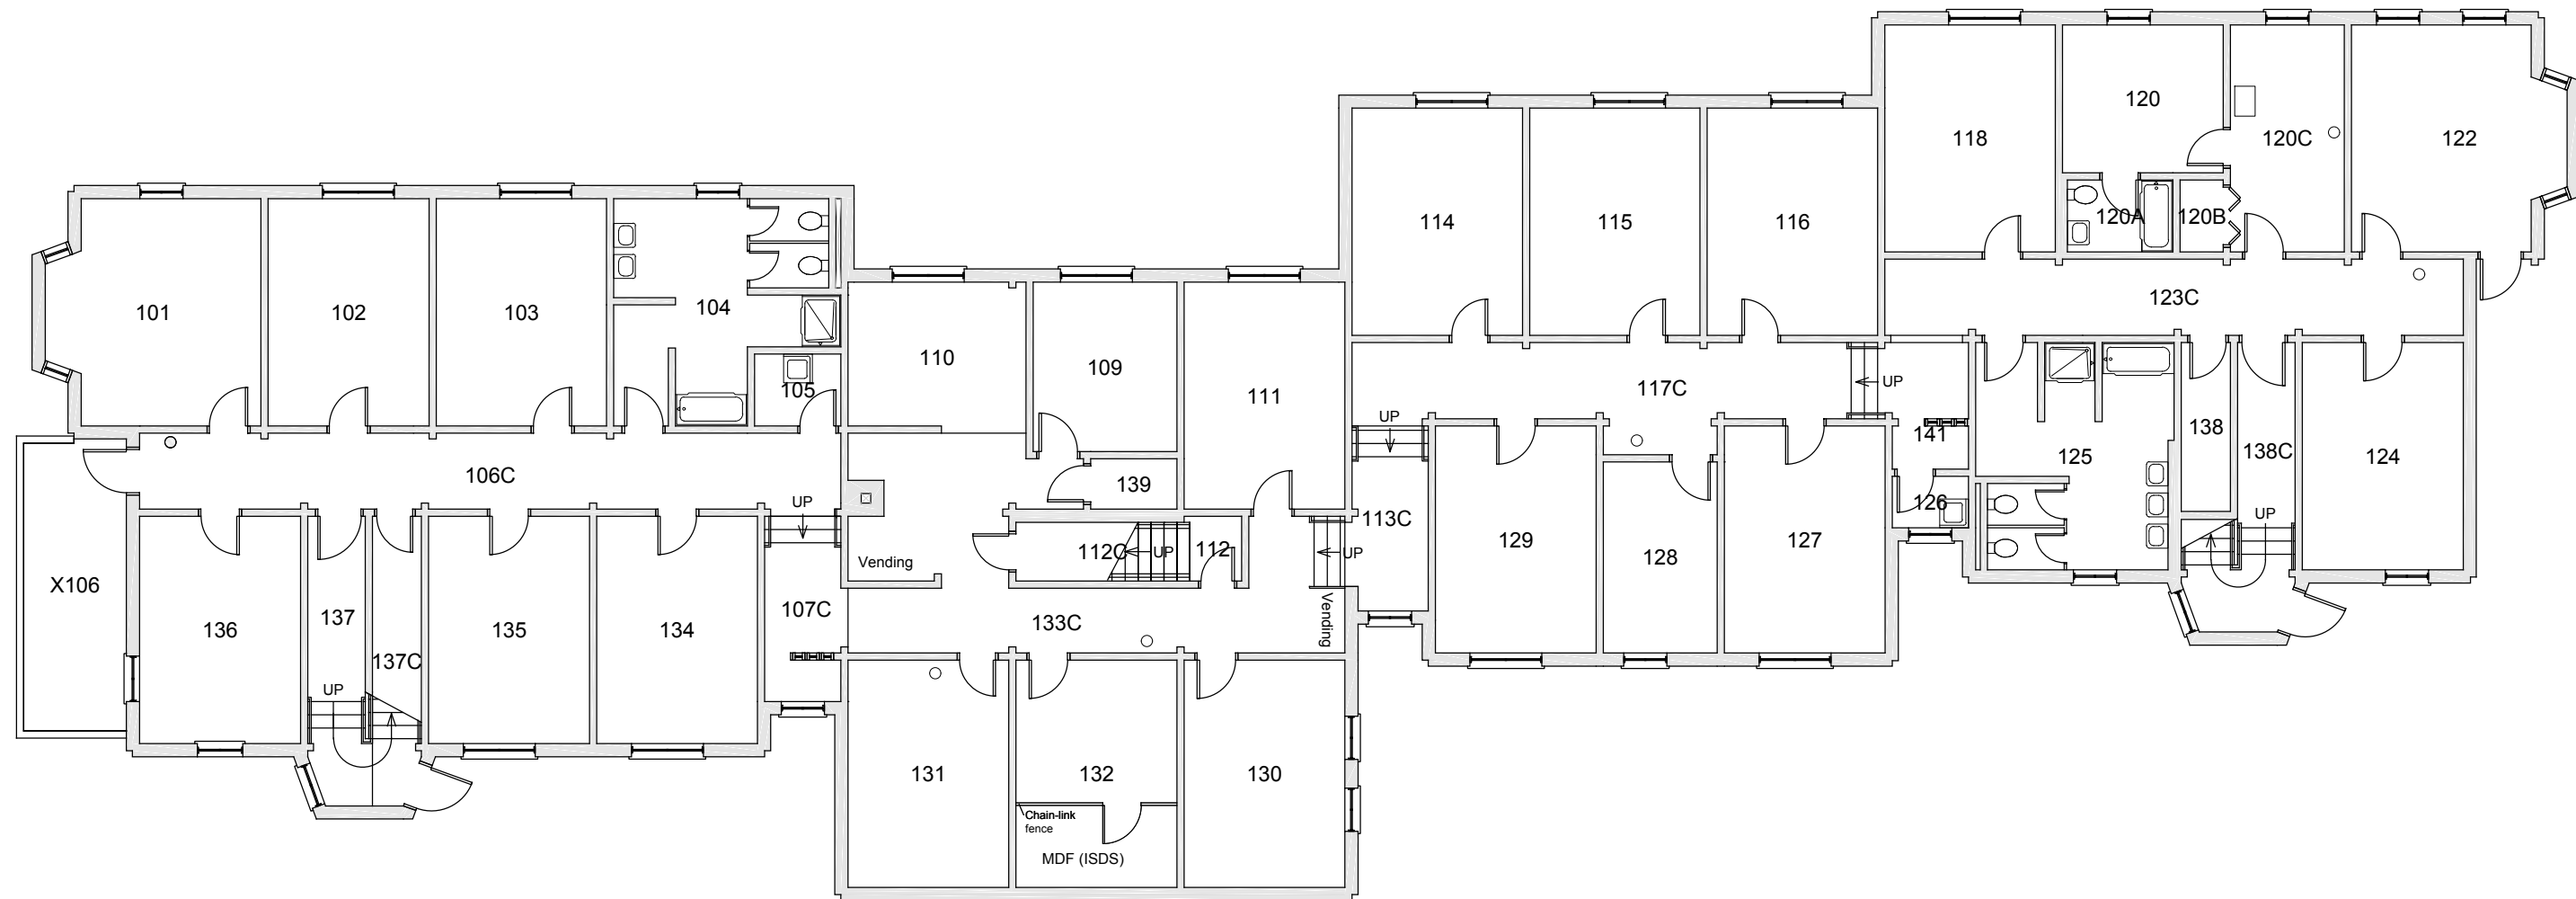 118
120
120C
122
120A
120B
114
115
116
123C
101
102
103
104
105
110
109
111
117C
UP
UP
141
125
126
138
138C
124
UP
106C
UP
139
113C
129
128
127
X106
136
137
137C
UP
135
134
107C
Vending
112C
UP
112
UP
133C
Vending
131
132
130
Chain-link
fence
MDF (ISDS)